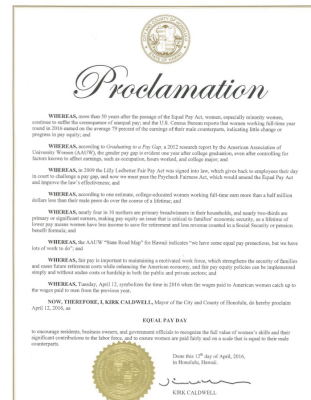 Proclamation
WHEREAS, more than 50 years after the passage of the Equal Pay Act, women, especially minority women,
continue to suffer the consequence of unequal pay; and the U.S. Census Bureau reports that women working full-time year
round in 2016 earned on the average 79 percent of the earnings of their male counterparts, indicating little change or
progress in pay equity; and
WHEREAS, according to Graduating to a Pay Gap, a 2012 research report by the American Association of
University Women (AAUW), the gender pay gap is evident one year after college graduation, even after controlling for
factors known to affect earnings, such as occupation, hours worked, and college major; and
WHEREAS, in 2009 the Lilly Ledbetter Fair Pay Act was signed into law, which gives back to employees their day
in court to challenge a pay gap, and now we must pass the Paycheck Fairness Act, which would amend the Equal Pay Act
and improve the law's effectiveness; and
WHEREAS, according to one estimate, college-educated women working full-time earn more than a half million
dollars less than their male peers do over the course of a lifetime; and
WHEREAS, nearly four in 10 mothers are primary breadwinners in their households, and nearly two-thirds are
primary or significant earners, making pay equity an issue that is critical to families' economic security, as a lifetime of
lower pay means women have less income to save for retirement and less revenue counted in a Social Security or pension
benefit formula; and
WHEREAS, the AAUW "State Road Map" for Hawaii indicates "we have some equal pay protections, but we have
lots of work to do"; and
WHEREAS, fair pay is important to maintaining a motivated work force, which strengthens the security of families
and eases future retirement costs while enhancing the American economy, and fair pay equity policies can be implemented
simply and without undue costs or hardship in both the public and private sectors; and
WHEREAS, Tuesday, April 12, symbolizes the time in 2016 when the wages paid to American women catch up to
the wages paid to men from the previous year.
NOW, THEREFORE, I, KIRK CALDWELL, Mayor of the City and County of Honolulu, do hereby proclaim
April 12, 2016, as
EQUAL PAY DAY
to encourage residents, business owners, and government officials to recognize the full value of women's skills and their
significant contributions to the labor force, and to ensure women are paid fairly and on a scale that is equal to their male
counterparts.
Done this 12th day of April, 2016,
in Honolulu, Hawaii.
KIRK CALDWELL